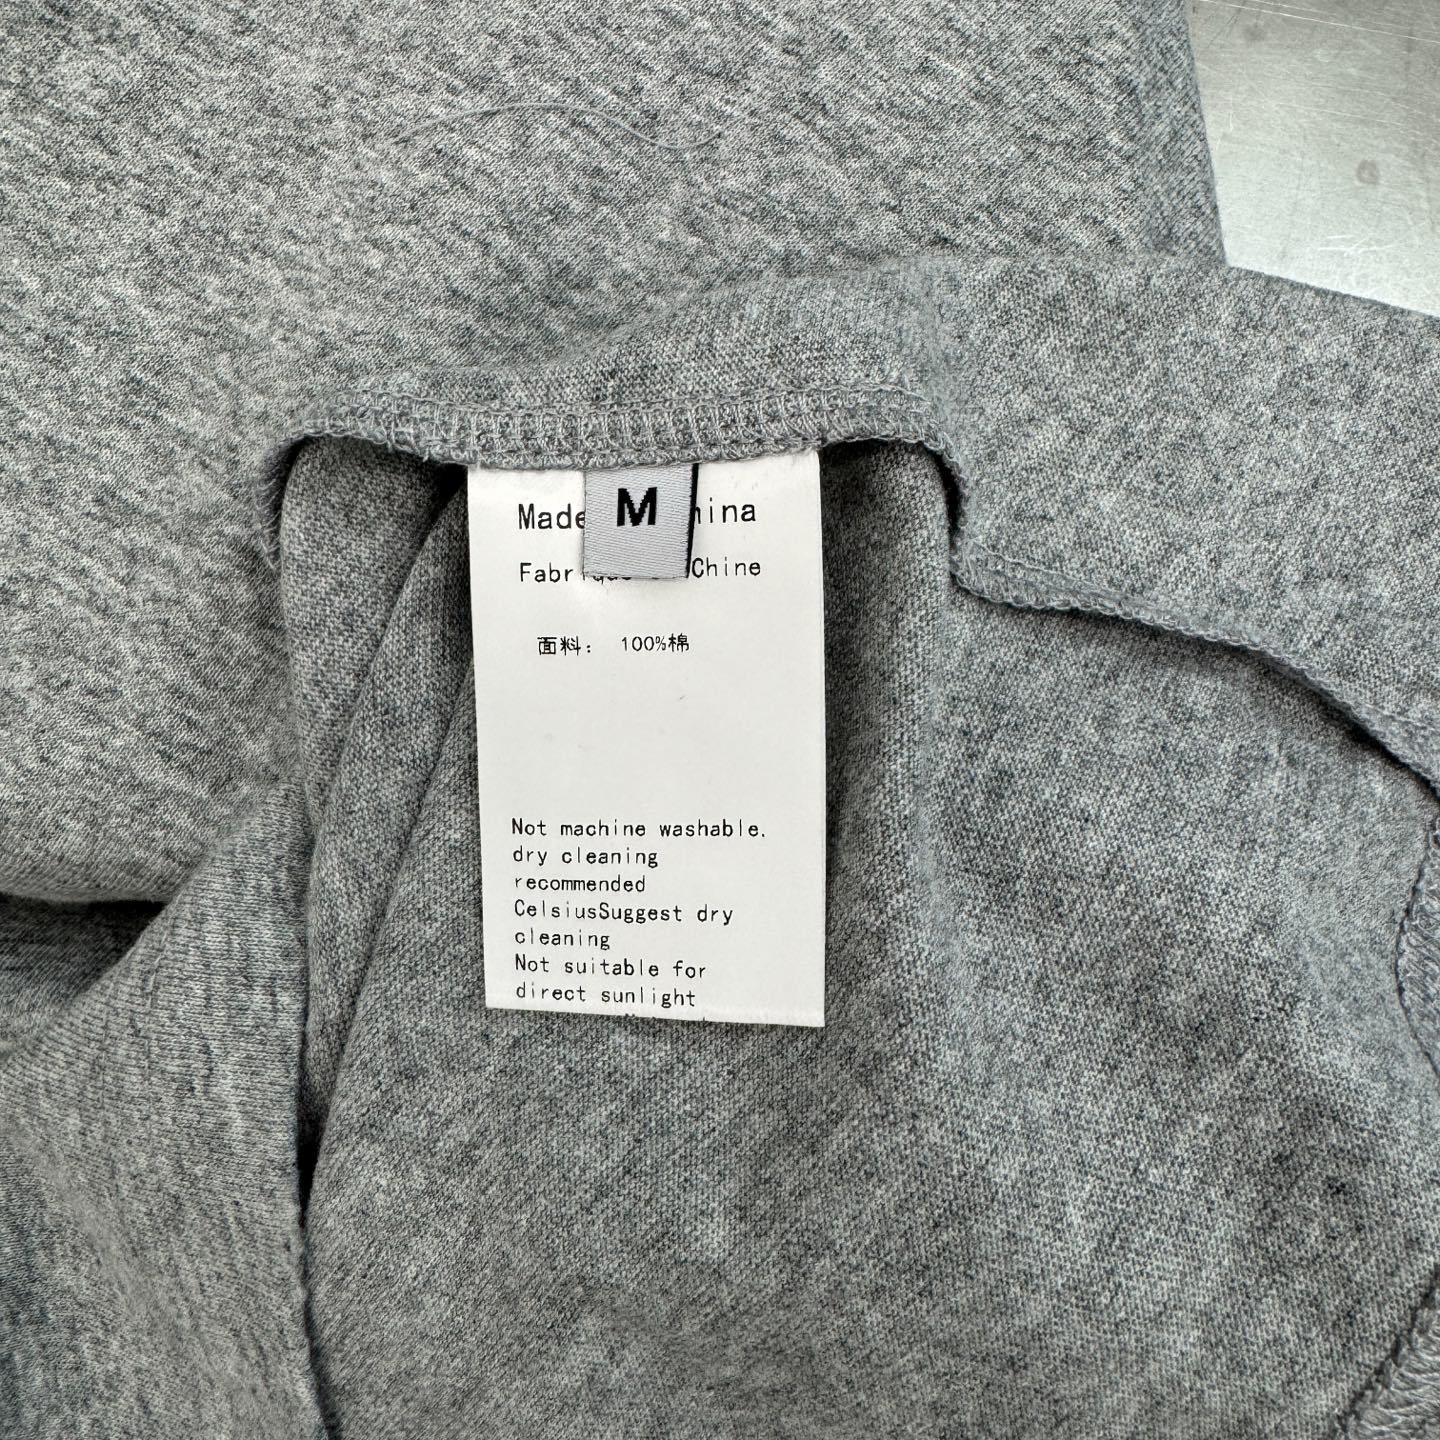 Made hina
M
Fabrique Chine
面料： 100%棉
Not machine washable.
dry cleaning
recommended
CelsiusSuggest dry
cleaning
Not suitable for
direct sunlight